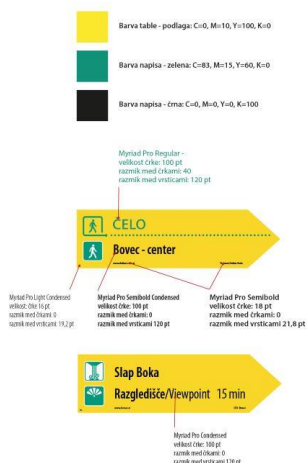 Barva table - podlaga: C=0, M=10, Y=100, K=0
Barva napisa - zelena: C=83, M=15, Y=60, K=0
Barva napisa - črna: C=0, M=0, Y=0, K=100
Myriad Pro Regular -
velikost črke: 100 pt
razmik med črkami: 40
razmik med vrsticami: 120 pt
ČELO
Bovec - center
Myriad Pro Light Condensed
velikost: črke 16 pt
razmik med črkami: 0
razmik med vrsticami: 19,2 pt
Myriad Pro Semibold Condensed
velikost črke: 100 pt
razmik med črkami: 0
razmik med vrsticami 120 pt
Myriad Pro Semibold
velikost črke: 18 pt
razmik med črkami: 0
razmik med vrsticami 21,8 pt
Slap Boka
Razgledišče/Viewpoint 15 min
Myriad Pro Condensed
velikost črke: 100 pt
razmik med črkami: 0
razmik med vrsticami 120 pt